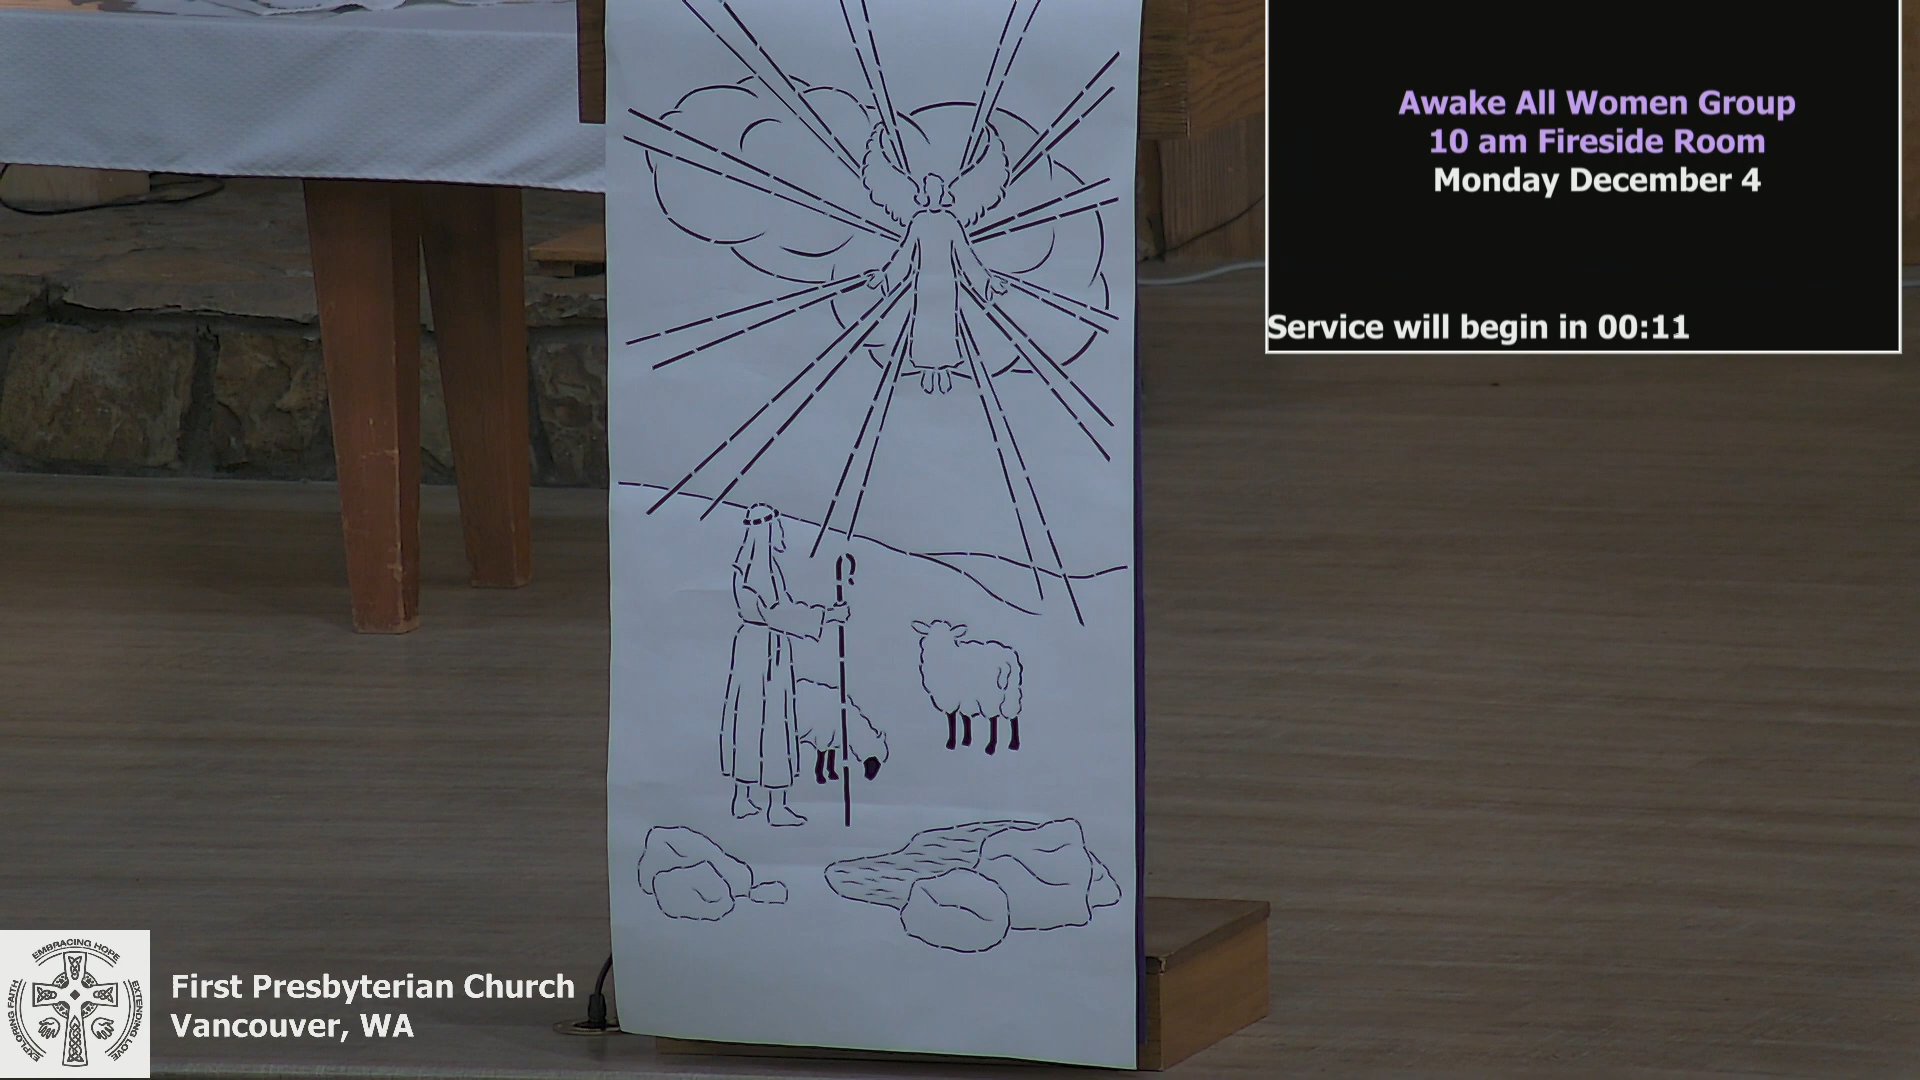 Awake All Women Group
10 am Fireside Room
Monday December 4
Service will begin in 00:11
EMBRACING HOPE
EXPLORING FAITH
EXTENDING LOVE
First Presbyterian Church
Vancouver, WA